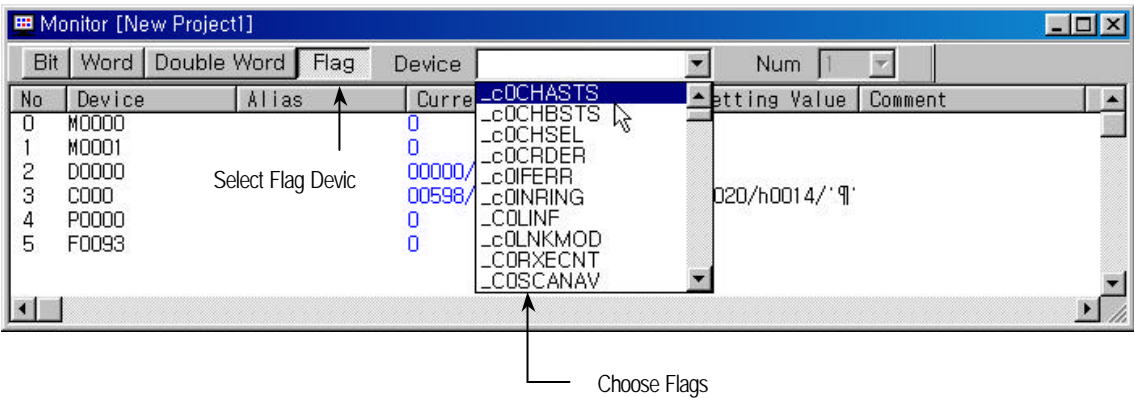 Monitor [New Project1]
Bit Word Double Word Flag Device Num 1
No Device Alias Curre etting Value Comment
0 M0000 0
1 M0001 0
2 D0000 00000/
3 C000 00598/ 020/h0014/'¶'
4 P0000 0
5 F0093 0
_c0CHASTS
_c0CHBSTS
_c0CHSEL
_c0CRDER
_c0IFERR
_c0INRING
_C0LINF
_c0LNKMOD
_C0RXECNT
_C0SCANAV
Select Flag Devic
Choose Flags